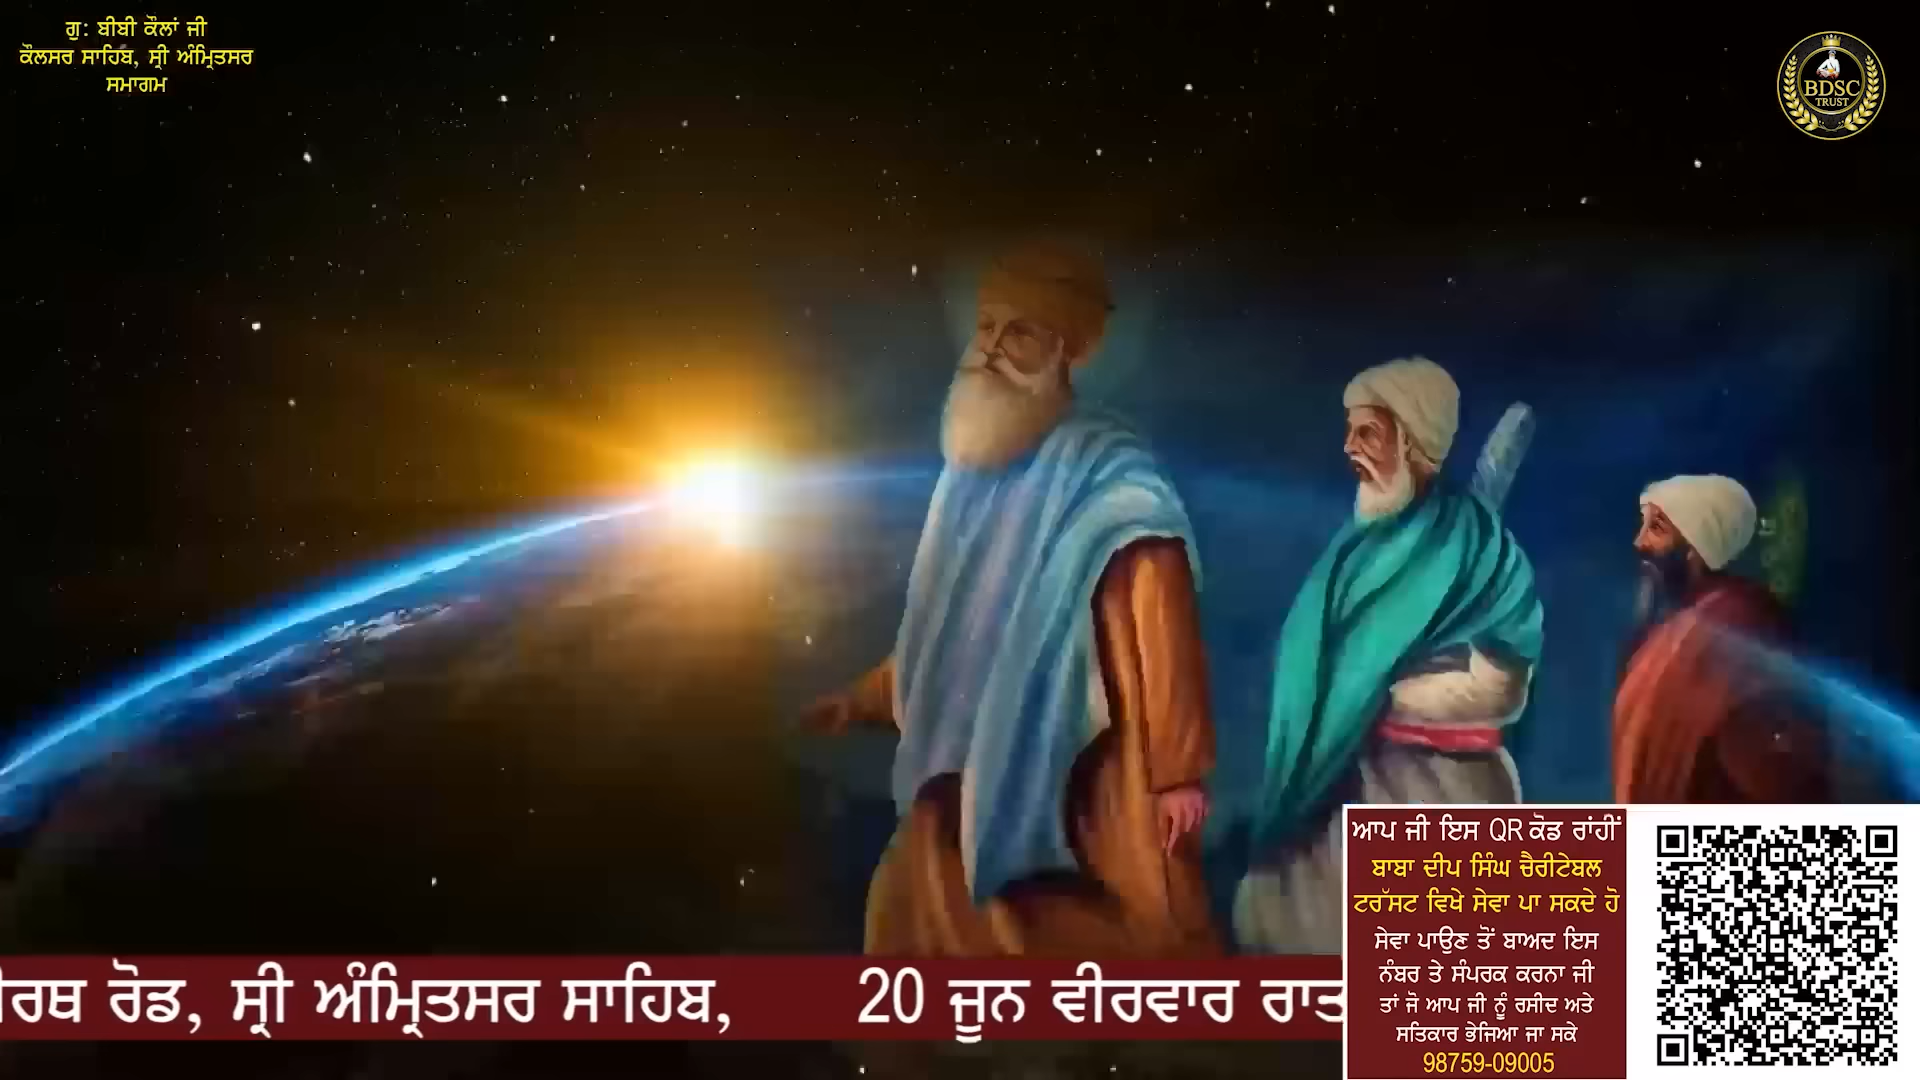 ਗੁ: ਬੀਬੀ ਕੌਲਾਂ ਜੀ
ਕੌਲਸਰ ਸਾਹਿਬ, ਸ੍ਰੀ ਅੰਮ੍ਰਿਤਸਰ
ਸਮਾਗਮ
BDSC
TRUST
ਆਪ ਜੀ ਇਸ QR ਕੋਡ ਰਾਂਹੀਂ
ਬਾਬਾ ਦੀਪ ਸਿੰਘ ਚੈਰੀਟੇਬਲ
ਟਰੱਸਟ ਵਿਖੇ ਸੇਵਾ ਪਾ ਸਕਦੇ ਹੋ
ਸੇਵਾ ਪਾਉਣ ਤੋਂ ਬਾਅਦ ਇਸ
ਨੰਬਰ ਤੇ ਸੰਪਰਕ ਕਰਨਾ ਜੀ
ਤਾਂ ਜੋ ਆਪ ਜੀ ਨੂੰ ਰਸੀਦ ਅਤੇ
ਸਤਿਕਾਰ ਭੇਜਿਆ ਜਾ ਸਕੇ
98759-09005
ਰੋਡ, ਸ੍ਰੀ ਅੰਮ੍ਰਿਤਸਰ ਸਾਹਿਬ, 20 ਜੂਨ ਵੀਰਵਾਰ ਰਾਤ